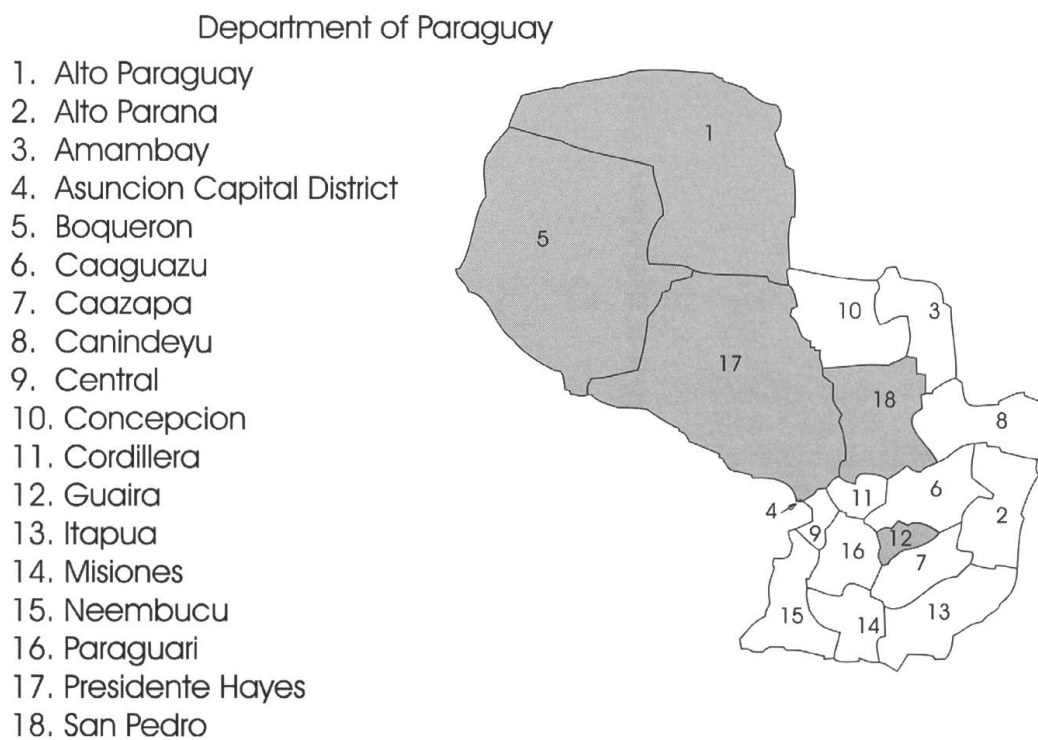 Department of Paraguay
1. Alto Paraguay
2. Alto Parana
3. Amambay
4. Asuncion Capital District
5. Boqueron
6. Caaguazu
7. Caazapa
8. Canindeyu
9. Central
10. Concepcion
11. Cordillera
12. Guaira
13. Itapua
14. Misiones
15. Neembucu
16. Paraguari
17. Presidente Hayes
18. San Pedro
1
5
10
3
17
18
8
11
6
4
2
9
12
16
7
15
14
13